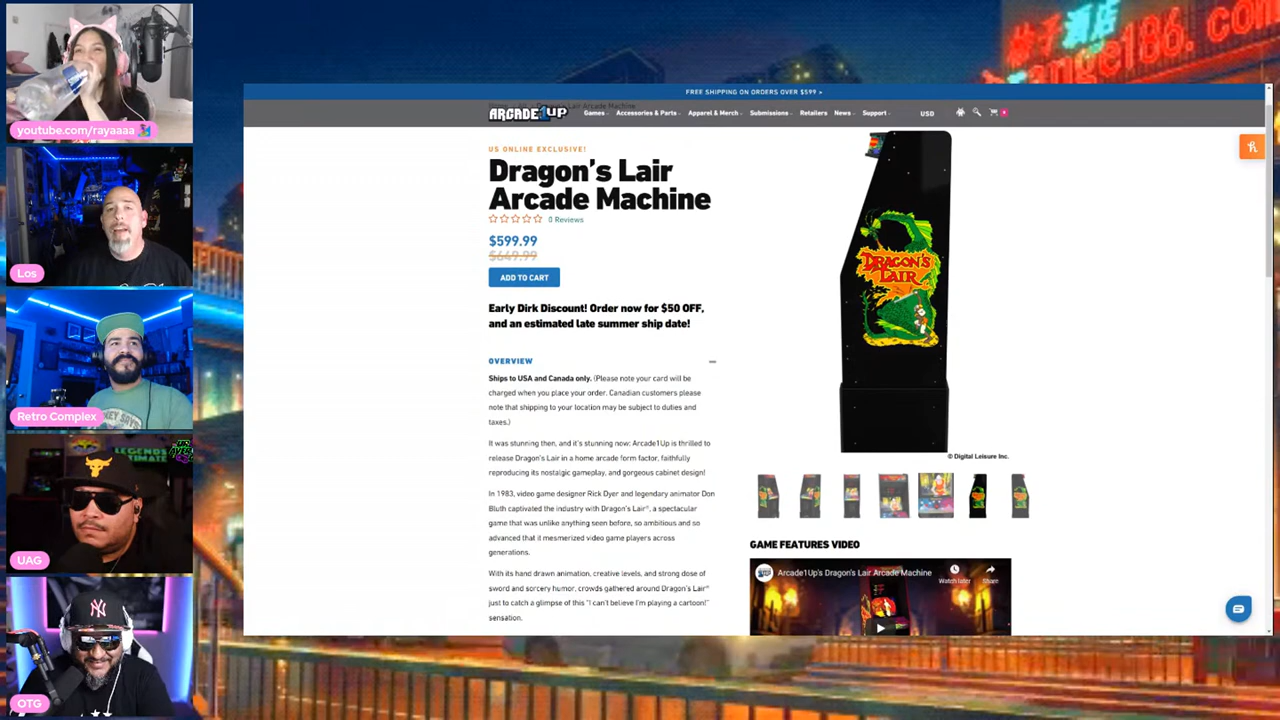 youtube.com/rayaaaa
Los
Retro Complex
UAG
OTG
LEGENDS
angel86.com
FREE SHIPPING ON ORDERS OVER $599 »
ARCADE1UP
Games
Accessories & Parts
Apparel & Merch
Submissions
Retailers
News
Support
USD
US ONLINE EXCLUSIVE!
Dragon's Lair
Arcade Machine
0 Reviews
$599.99
$649.99
ADD TO CART
Early Dirk Discount! Order now for $50 OFF,
and an estimated late summer ship date!
OVERVIEW
Ships to USA and Canada only. (Please note your card will be
charged when you place your order. Canadian customers please
note that shipping to your location may be subject to duties and
taxes.)
It was stunning then, and it's stunning now: Arcade1Up is thrilled to
release Dragon's Lair in a home arcade form factor, faithfully
reproducing its nostalgic gameplay, and gorgeous cabinet design!
In 1983, video game designer Rick Dyer and legendary animator Don
Bluth captivated the industry with Dragon's Lair®, a spectacular
game that was unlike anything seen before, so ambitious and so
advanced that it mesmerized video game players across
generations.
With its hand drawn animation, creative levels, and strong dose of
sword and sorcery humor, crowds gathered around Dragon's Lair®
just to catch a glimpse of this "I can't believe I'm playing a cartoon!"
sensation.
DRAGON'S
LAIR
© Digital Leisure Inc.
GAME FEATURES VIDEO
Arcade1Up's Dragon's Lair Arcade Machine
Watch later
Share